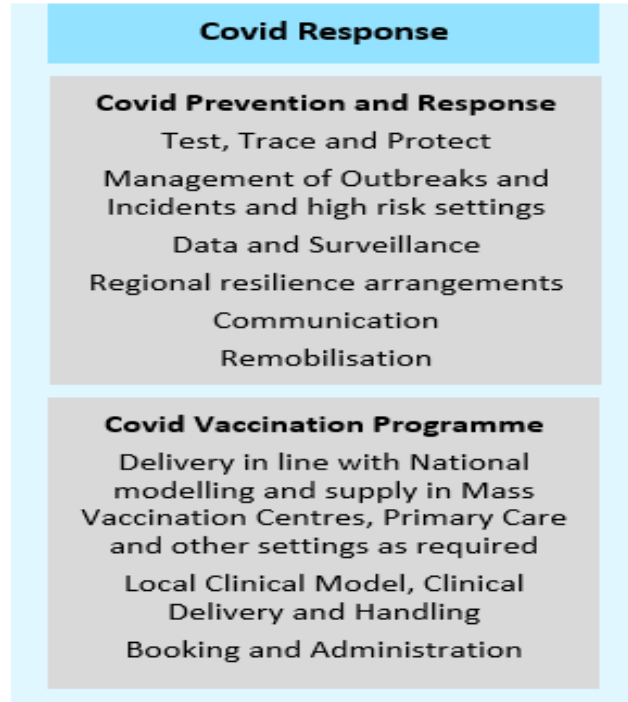 Covid Response
Covid Prevention and Response
Test, Trace and Protect
Management of Outbreaks and
Incidents and high risk settings
Data and Surveillance
Regional resilience arrangements
Communication
Remobilisation
Covid Vaccination Programme
Delivery in line with National
modelling and supply in Mass
Vaccination Centres, Primary Care
and other settings as required
Local Clinical Model, Clinical
Delivery and Handling
Booking and Administration